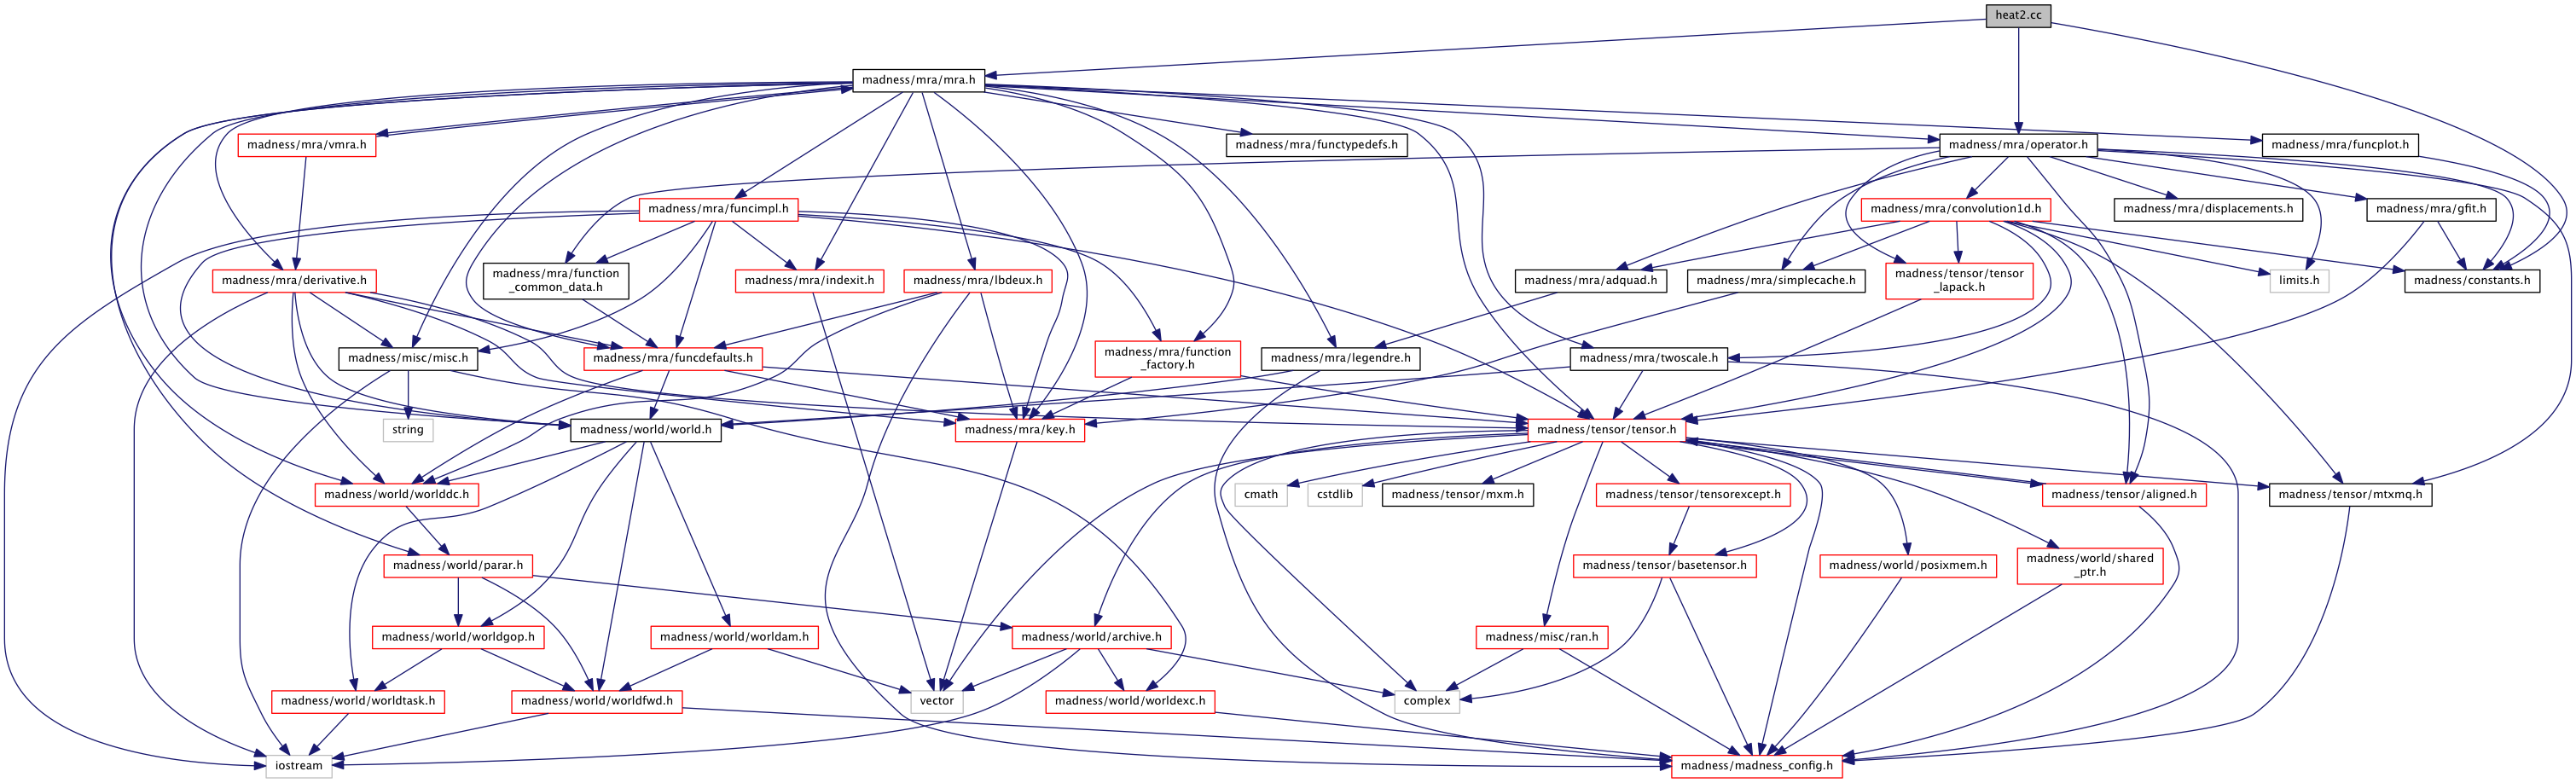 heat2.cc
madness/mra/mra.h
madness/mra/vmra.h
madness/mra/functypedefs.h
madness/mra/operator.h
madness/mra/funcplot.h
madness/mra/funcimpl.h
madness/mra/convolution1d.h
madness/mra/displacements.h
madness/mra/gfit.h
madness/mra/derivative.h
madness/mra/function
_common_data.h
madness/mra/indexit.h
madness/mra/lbdeux.h
madness/mra/adquad.h
madness/mra/simplecache.h
madness/tensor/tensor
_lapack.h
limits.h
madness/constants.h
madness/misc/misc.h
madness/mra/funcdefaults.h
madness/mra/function
_factory.h
madness/mra/legendre.h
madness/mra/twoscale.h
string
madness/world/world.h
madness/mra/key.h
madness/tensor/tensor.h
madness/world/worlddc.h
cmath
cstdlib
madness/tensor/mxm.h
madness/tensor/tensorexcept.h
madness/tensor/aligned.h
madness/tensor/mtxmq.h
madness/world/parar.h
madness/tensor/basetensor.h
madness/world/posixmem.h
madness/world/shared
_ptr.h
madness/world/worldgop.h
madness/world/worldam.h
madness/world/archive.h
madness/misc/ran.h
madness/world/worldtask.h
madness/world/worldfwd.h
vector
madness/world/worldexc.h
complex
iostream
madness/madness_config.h